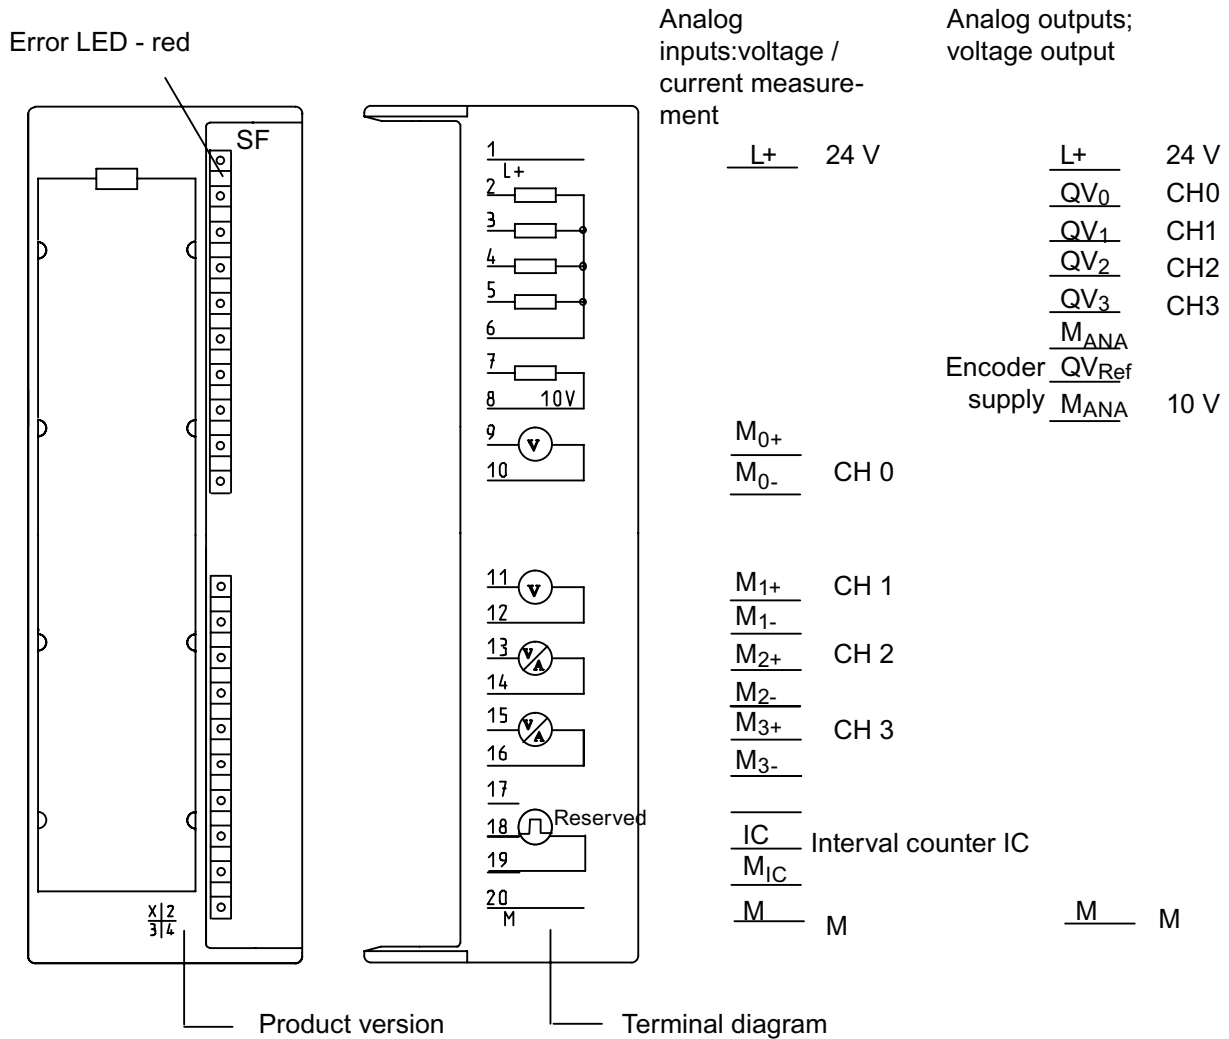 Error LED - red
Analog
inputs:voltage /
current measure-
ment
Analog outputs;
voltage output
SF
1
L+
2
3
4
5
6
7
8 10V
9
V
10
11
V
12
13
V/A
14
15
V/A
16
17
18 Reserved
19
20
M
L+ 24 V
M0+
M0- CH 0
M1+ CH 1
M1-
M2+ CH 2
M2-
M3+ CH 3
M3-
IC Interval counter IC
MIC
M M
L+ 24 V
QV0 CH0
QV1 CH1
QV2 CH2
QV3 CH3
MANA
Encoder QVRef
supply MANA 10 V
M M
X|2
3|4
Product version
Terminal diagram